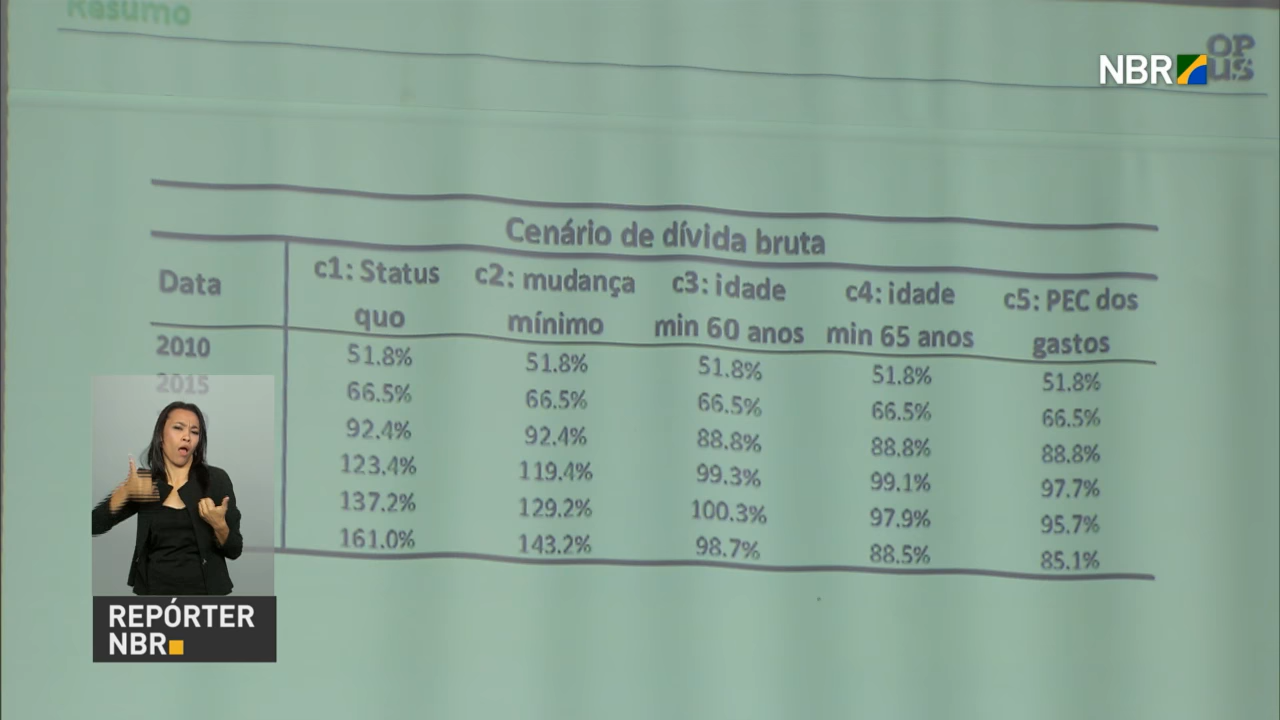 Resumo
OP
US
NBR
Cenário de dívida bruta
Data c1: Status quo c2: mudança mínimo c3: idade min 60 anos c4: idade min 65 anos c5: PEC dos gastos
2010 51.8% 51.8% 51.8% 51.8% 51.8%
2015 66.5% 66.5% 66.5% 66.5% 66.5%
92.4% 92.4% 88.8% 88.8% 88.8%
123.4% 119.4% 99.3% 99.1% 97.7%
137.2% 129.2% 100.3% 97.9% 95.7%
161.0% 143.2% 98.7% 88.5% 85.1%
REPÓRTER
NBR